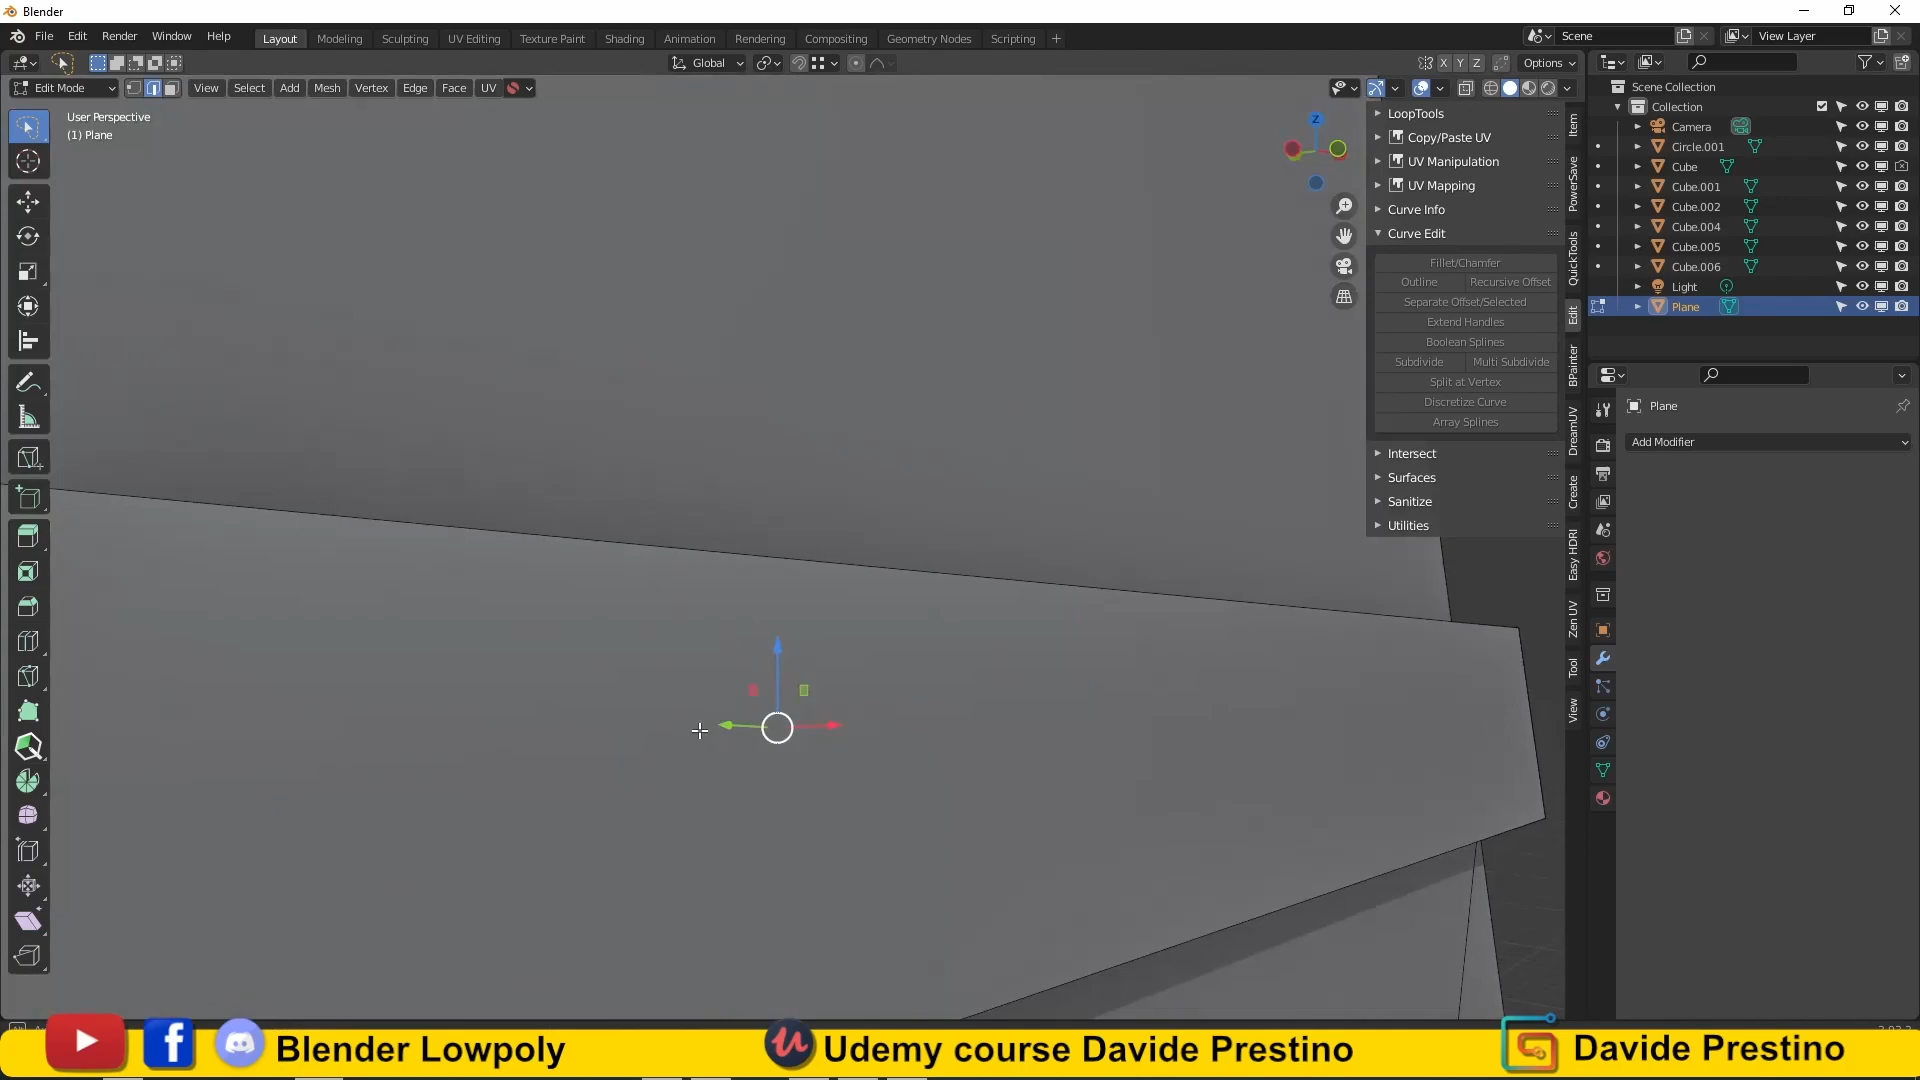 Blender
File Edit Render Window Help Layout Modeling Sculpting UV Editing Texture Paint Shading Animation Rendering Compositing Geometry Nodes Scripting + Scene View Layer
Global X Y Z Options
Edit Mode View Select Add Mesh Vertex Edge Face UV
User Perspective
(1) Plane
Z
LoopTools
Copy/Paste UV
UV Manipulation
UV Mapping
Curve Info
Curve Edit
Fillet/Chamfer
Outline Recursive Offset
Separate Offset/Selected
Extend Handles
Boolean Splines
Subdivide Multi Subdivide
Split at Vertex
Discretize Curve
Array Splines
Intersect
Surfaces
Sanitize
Utilities
Item
PowerSave
QuickTools
Edit
BPainter
DreamUV
Create
Easy HDRI
Zen UV
Tool
View
Scene Collection
Collection
Camera
Circle.001
Cube
Cube.001
Cube.002
Cube.004
Cube.005
Cube.006
Light
Plane
Plane
Add Modifier
Blender Lowpoly Udemy course Davide Prestino Davide Prestino